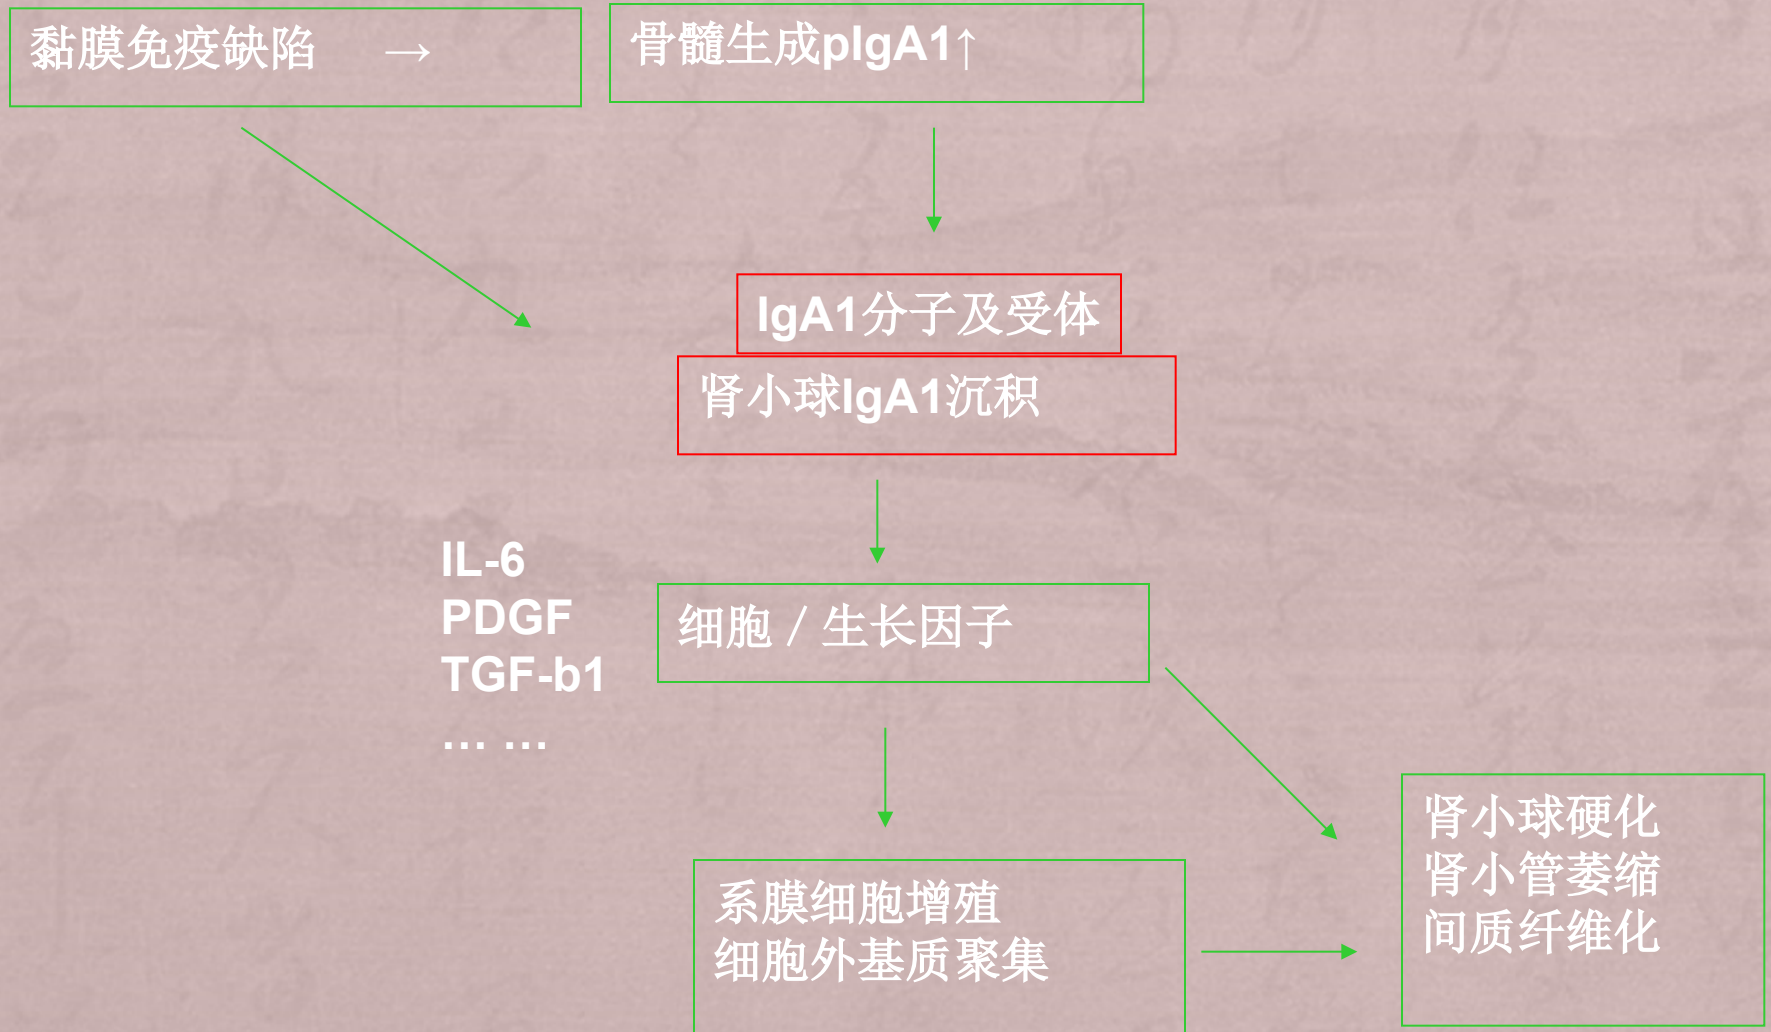 黏膜免疫缺陷 →
骨髓生成pIgA1↑
IgA1分子及受体
肾小球IgA1沉积
IL-6
PDGF
TGF-b1
… …
细胞／生长因子
系膜细胞增殖
细胞外基质聚集
肾小球硬化
肾小管萎缩
间质纤维化